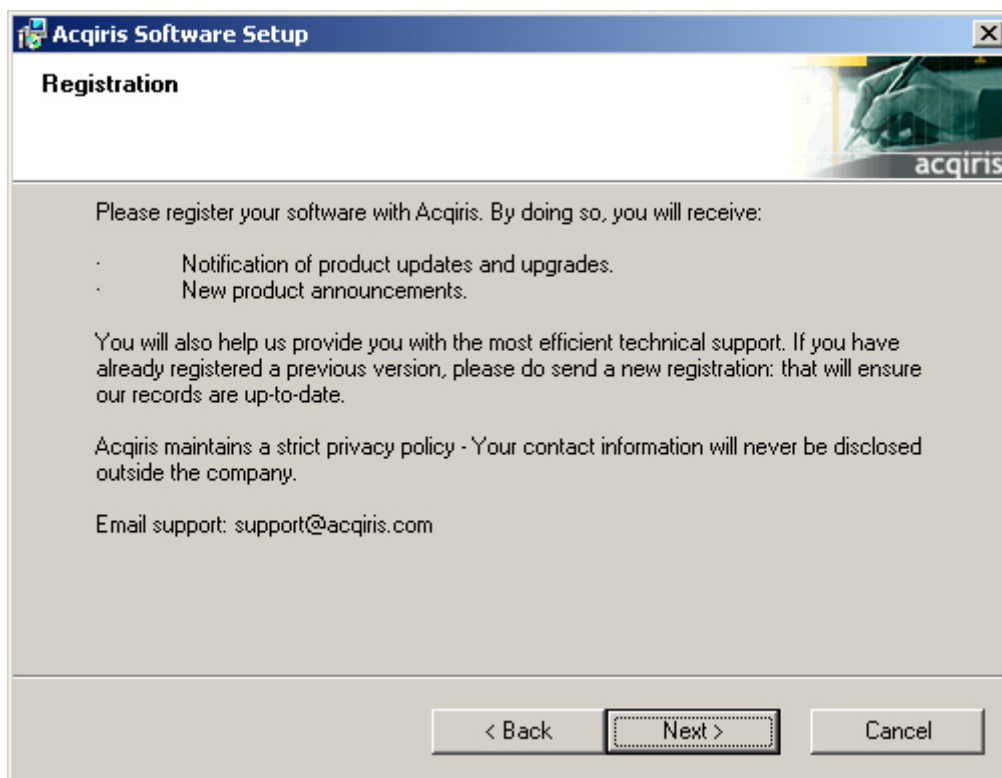 Acqiris Software Setup
Registration
acqiris
Please register your software with Acqiris. By doing so, you will receive:
· Notification of product updates and upgrades.
· New product announcements.
You will also help us provide you with the most efficient technical support. If you have
already registered a previous version, please do send a new registration: that will ensure
our records are up-to-date.
Acqiris maintains a strict privacy policy - Your contact information will never be disclosed
outside the company.
Email support: support@acqiris.com
< Back Next > Cancel